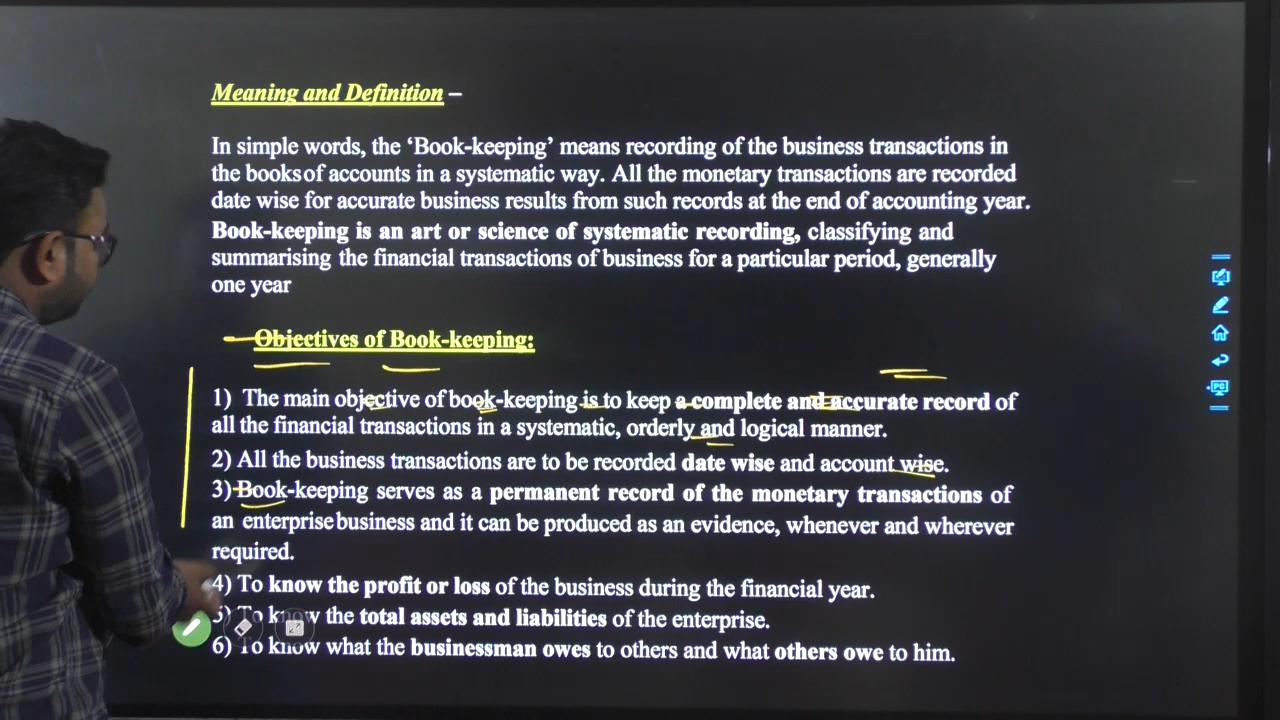 Meaning and Definition –
In simple words, the ‘Book-keeping’ means recording of the business transactions in
the books of accounts in a systematic way. All the monetary transactions are recorded
date wise for accurate business results from such records at the end of accounting year.
Book-keeping is an art or science of systematic recording, classifying and
summarising the financial transactions of business for a particular period, generally
one year
Objectives of Book-keeping:
1) The main objective of book-keeping is to keep a complete and accurate record of
all the financial transactions in a systematic, orderly and logical manner.
2) All the business transactions are to be recorded date wise and account wise.
3) Book-keeping serves as a permanent record of the monetary transactions of
an enterprise business and it can be produced as an evidence, whenever and wherever
required.
4) To know the profit or loss of the business during the financial year.
5) To know the total assets and liabilities of the enterprise.
6) To know what the businessman owes to others and what others owe to him.